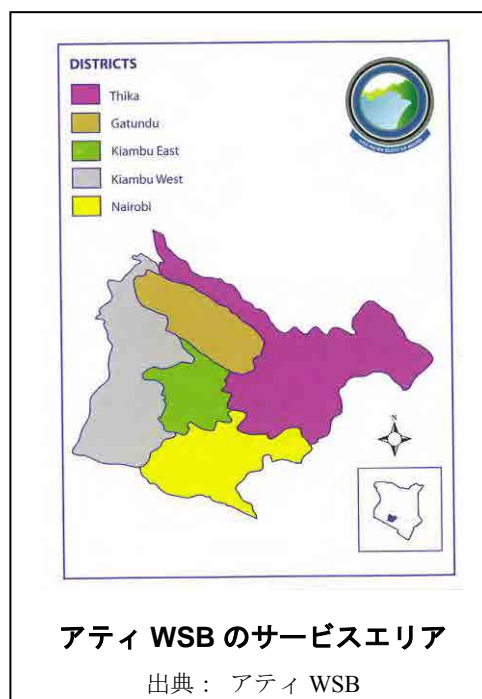 DISTRICTS
Thika
Gatundu
Kiambu East
Kiambu West
Nairobi
N
アティ WSB のサービスエリア
出典： アティ WSB